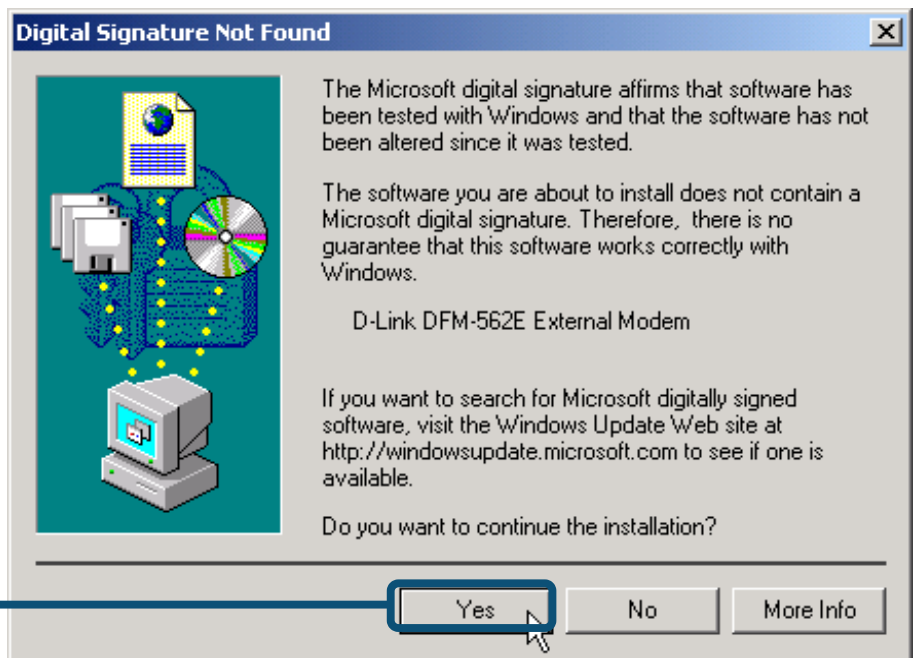 Digital Signature Not Found
The Microsoft digital signature affirms that software has
been tested with Windows and that the software has not
been altered since it was tested.
The software you are about to install does not contain a
Microsoft digital signature. Therefore,  there is no
guarantee that this software works correctly with
Windows.
D-Link DFM-562E External Modem
If you want to search for Microsoft digitally signed
software, visit the Windows Update Web site at
http://windowsupdate.microsoft.com to see if one is
available.
Do you want to continue the installation?
Yes
No
More Info